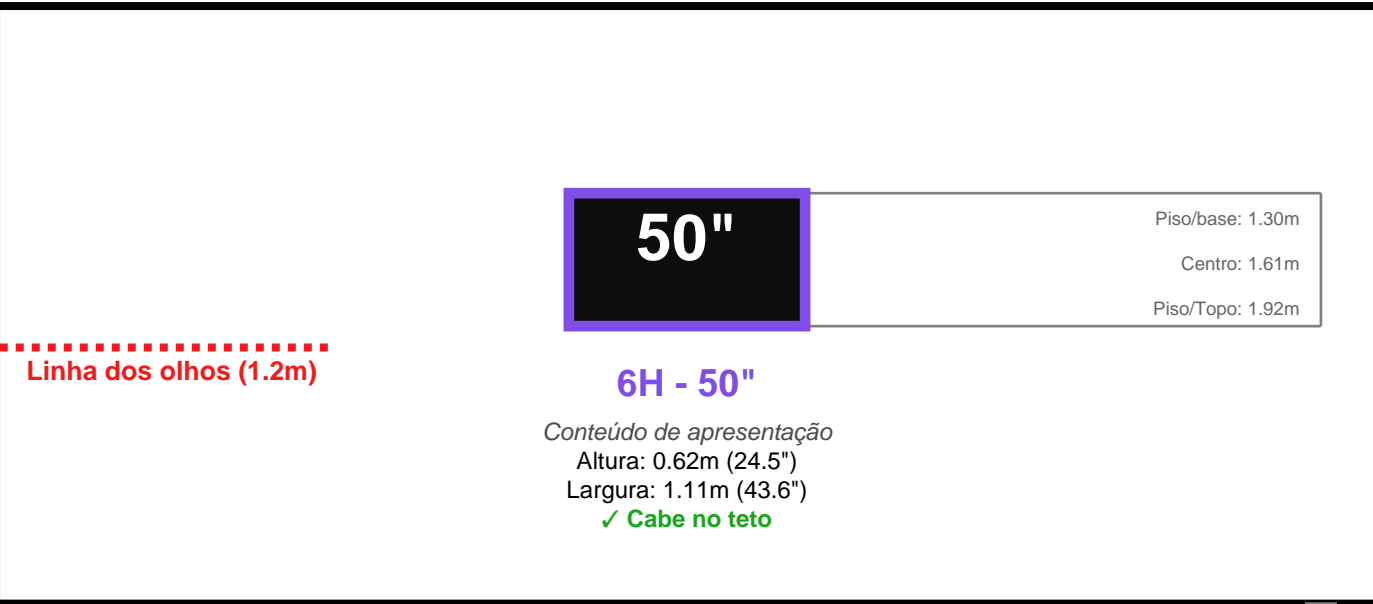 50"
Piso/base: 1.30m
Centro: 1.61m
Piso/Topo: 1.92m
Linha dos olhos (1.2m)
6H - 50"
Conteúdo de apresentação
Altura: 0.62m (24.5")
Largura: 1.11m (43.6")
✓ Cabe no teto